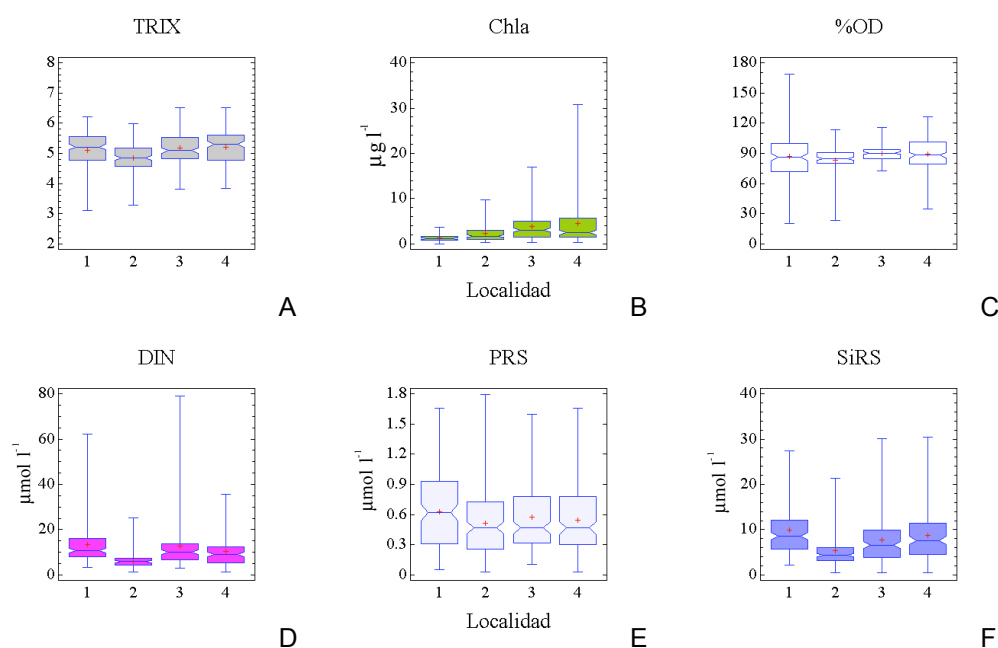 TRIX
Chla
%OD
8
7
6
5
4
3
2
1 2 3 4
A
µg l⁻¹
40
30
20
10
0
1 2 3 4
Localidad
B
180
150
120
90
60
30
0
1 2 3 4
C
DIN
PRS
SiRS
µmol l⁻¹
80
60
40
20
0
1 2 3 4
D
µmol l⁻¹
1.8
1.5
1.2
0.9
0.6
0.3
0
1 2 3 4
Localidad
E
µmol l⁻¹
40
30
20
10
0
1 2 3 4
F